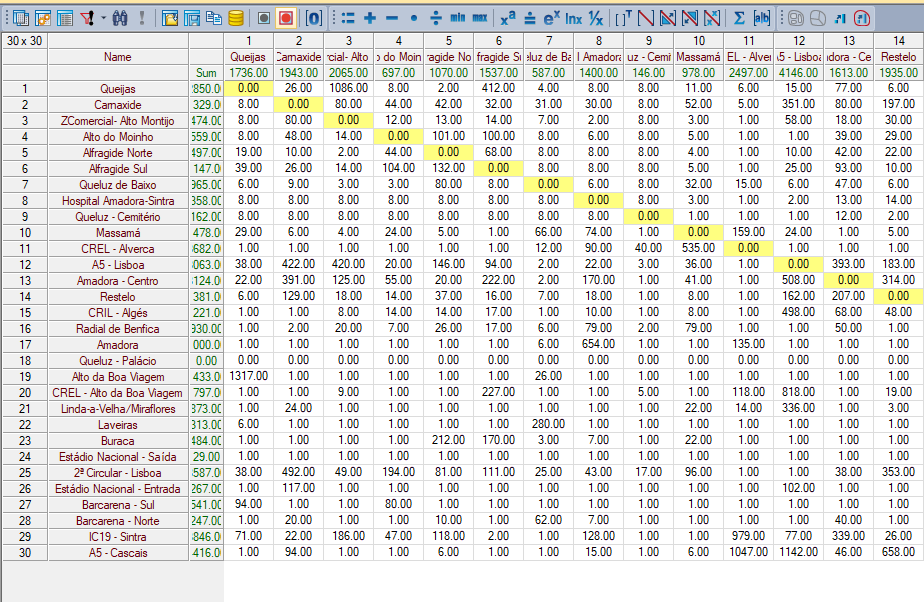 min max xª eˣ lnx ¹/x Σ |ab|
30 x 30 1 2 3 4 5 6 7 8 9 10 11 12 13 14
Name Queijas Carnaxide rcial- Alto o do Moin ragide No fragide Su eluz de Ba l Amadora uz - Cemit Massamá EL - Alver A5 - Lisboa dora - Ce Restelo
Sum 1736.00 1943.00 2065.00 697.00 1070.00 1537.00 587.00 1400.00 146.00 978.00 2497.00 4146.00 1613.00 1935.00
1 Queijas 2850.00 0.00 26.00 1086.00 8.00 2.00 412.00 4.00 8.00 8.00 11.00 6.00 15.00 77.00 6.00
2 Carnaxide 329.0 8.00 0.00 80.00 44.00 42.00 32.00 31.00 30.00 8.00 52.00 5.00 351.00 80.00 197.00
3 ZComercial- Alto Montijo 474.00 8.00 80.00 0.00 12.00 13.00 14.00 7.00 2.00 8.00 3.00 1.00 58.00 18.00 30.00
4 Alto do Moinho 559.00 8.00 48.00 14.00 0.00 101.00 100.00 8.00 6.00 8.00 5.00 1.00 1.00 39.00 29.00
5 Alfragide Norte 497.00 19.00 10.00 2.00 44.00 0.00 68.00 8.00 8.00 8.00 4.00 1.00 10.00 42.00 22.00
6 Alfragide Sul 147.0 39.00 26.00 14.00 104.00 132.00 0.00 8.00 8.00 8.00 5.00 1.00 25.00 93.00 10.00
7 Queluz de Baixo 965.00 6.00 9.00 3.00 3.00 80.00 8.00 0.00 6.00 8.00 32.00 15.00 6.00 47.00 6.00
8 Hospital Amadora-Sintra 358.00 8.00 8.00 8.00 8.00 8.00 8.00 8.00 0.00 8.00 3.00 1.00 2.00 13.00 14.00
9 Queluz - Cemitério 162.00 8.00 8.00 8.00 8.00 8.00 8.00 8.00 8.00 0.00 1.00 1.00 1.00 12.00 2.00
10 Massamá 478.0 29.00 6.00 4.00 24.00 5.00 1.00 66.00 74.00 1.00 0.00 159.00 24.00 1.00 5.00
11 CREL - Alverca 682.0 1.00 1.00 1.00 1.00 1.00 1.00 12.00 90.00 40.00 535.00 0.00 1.00 1.00 1.00
12 A5 - Lisboa 063.0 38.00 422.00 420.00 20.00 146.00 94.00 2.00 22.00 3.00 36.00 1.00 0.00 393.00 183.00
13 Amadora - Centro 124.0 22.00 391.00 125.00 55.00 20.00 222.00 2.00 170.00 1.00 41.00 1.00 508.00 0.00 314.00
14 Restelo 381.0 6.00 129.00 18.00 14.00 37.00 16.00 7.00 18.00 1.00 8.00 1.00 162.00 207.00 0.00
15 CRIL - Algés 221.0 1.00 1.00 8.00 14.00 14.00 17.00 1.00 10.00 1.00 8.00 1.00 498.00 68.00 48.00
16 Radial de Benfica 930.00 1.00 2.00 20.00 7.00 26.00 17.00 6.00 79.00 2.00 79.00 1.00 1.00 50.00 1.00
17 Amadora 000.0 1.00 1.00 1.00 1.00 1.00 1.00 6.00 654.00 1.00 1.00 135.00 1.00 1.00 1.00
18 Queluz - Palácio 0.00 0.00 0.00 0.00 0.00 0.00 0.00 0.00 0.00 0.00 0.00 0.00 0.00 0.00 0.00
19 Alto da Boa Viagem 433.0 1317.00 1.00 1.00 1.00 1.00 1.00 26.00 1.00 1.00 1.00 1.00 1.00 1.00 1.00
20 CREL - Alto da Boa Viagem 797.0 1.00 1.00 9.00 1.00 1.00 227.00 1.00 1.00 5.00 1.00 118.00 818.00 1.00 19.00
21 Linda-a-Velha/Miraflores 373.00 1.00 24.00 1.00 1.00 1.00 1.00 1.00 1.00 1.00 22.00 14.00 336.00 1.00 3.00
22 Laveiras 313.00 6.00 1.00 1.00 1.00 1.00 1.00 280.00 1.00 1.00 1.00 1.00 1.00 1.00 1.00
23 Buraca 484.00 1.00 1.00 1.00 1.00 212.00 170.00 3.00 7.00 1.00 22.00 1.00 1.00 1.00 1.00
24 Estádio Nacional - Saída 29.00 1.00 1.00 1.00 1.00 1.00 1.00 1.00 1.00 1.00 1.00 1.00 1.00 1.00 1.00
25 2ª Circular - Lisboa 587.0 38.00 492.00 49.00 194.00 81.00 111.00 25.00 43.00 17.00 96.00 1.00 1.00 38.00 353.00
26 Estádio Nacional - Entrada 267.00 1.00 117.00 1.00 1.00 1.00 1.00 1.00 1.00 1.00 1.00 1.00 102.00 1.00 1.00
27 Barcarena - Sul 541.00 94.00 1.00 1.00 80.00 1.00 1.00 1.00 1.00 1.00 1.00 1.00 1.00 1.00 1.00
28 Barcarena - Norte 247.00 1.00 20.00 1.00 1.00 10.00 1.00 62.00 7.00 1.00 1.00 1.00 1.00 40.00 1.00
29 IC19 - Sintra 846.0 71.00 22.00 186.00 47.00 118.00 2.00 1.00 128.00 1.00 1.00 979.00 77.00 339.00 26.00
30 A5 - Cascais 416.0 1.00 94.00 1.00 1.00 6.00 1.00 1.00 15.00 1.00 6.00 1047.00 1142.00 46.00 658.00